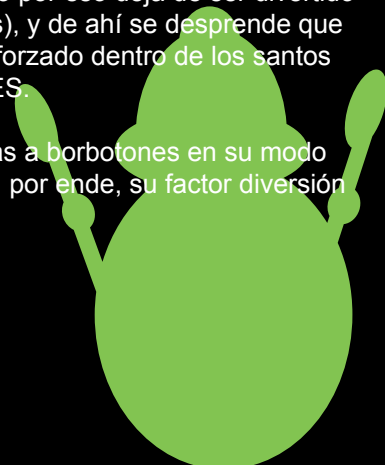 por eso deja de ser divertido
s), y de ahí se desprende que
forzado dentro de los santos
ES.
as a borbotones en su modo
por ende, su factor diversión